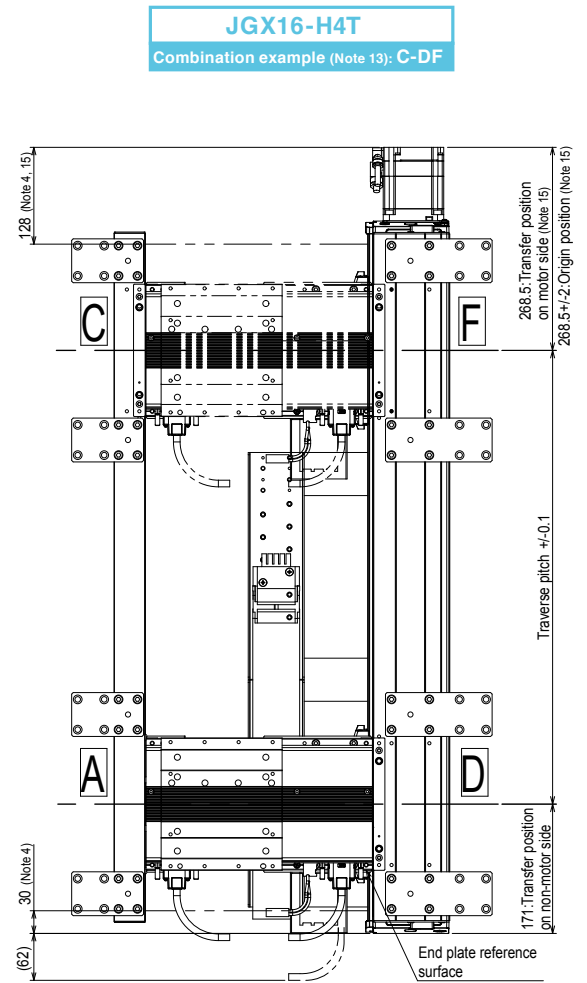 JGX16-H4T
Combination example (Note 13): C-DF
128 (Note 4, 15)
268.5:Transfer position
on motor side (Note 15)
268.5+/-2:Origin position (Note 15)
C
F
Traverse pitch +/-0.1
A
D
30 (Note4)
(62)
171:Transfer position
on non-motor side
End plate reference
surface